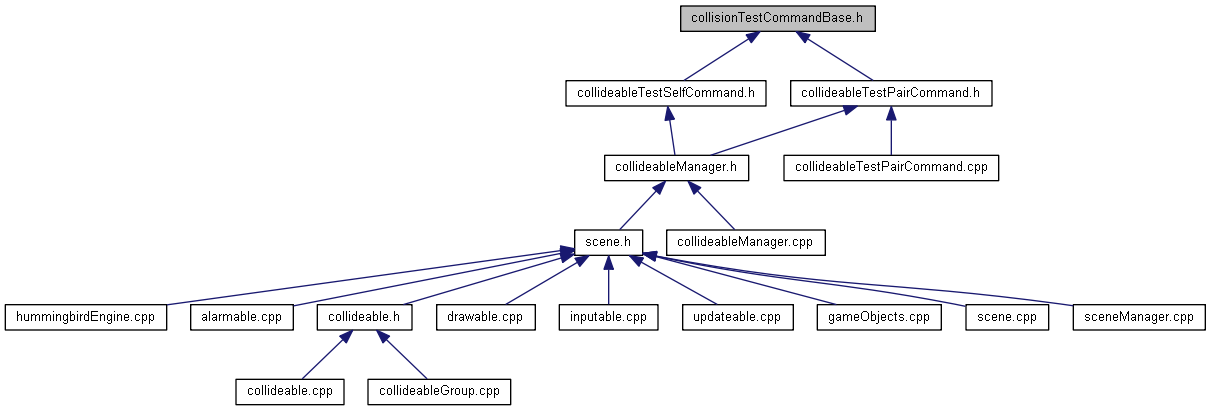 collisionTestCommandBase.h
collideableTestSelfCommand.h
collideableTestPairCommand.h
collideableManager.h
collideableTestPairCommand.cpp
scene.h
collideableManager.cpp
hummingbirdEngine.cpp
alarmable.cpp
collideable.h
drawable.cpp
inputable.cpp
updateable.cpp
gameObjects.cpp
scene.cpp
sceneManager.cpp
collideable.cpp
collideableGroup.cpp